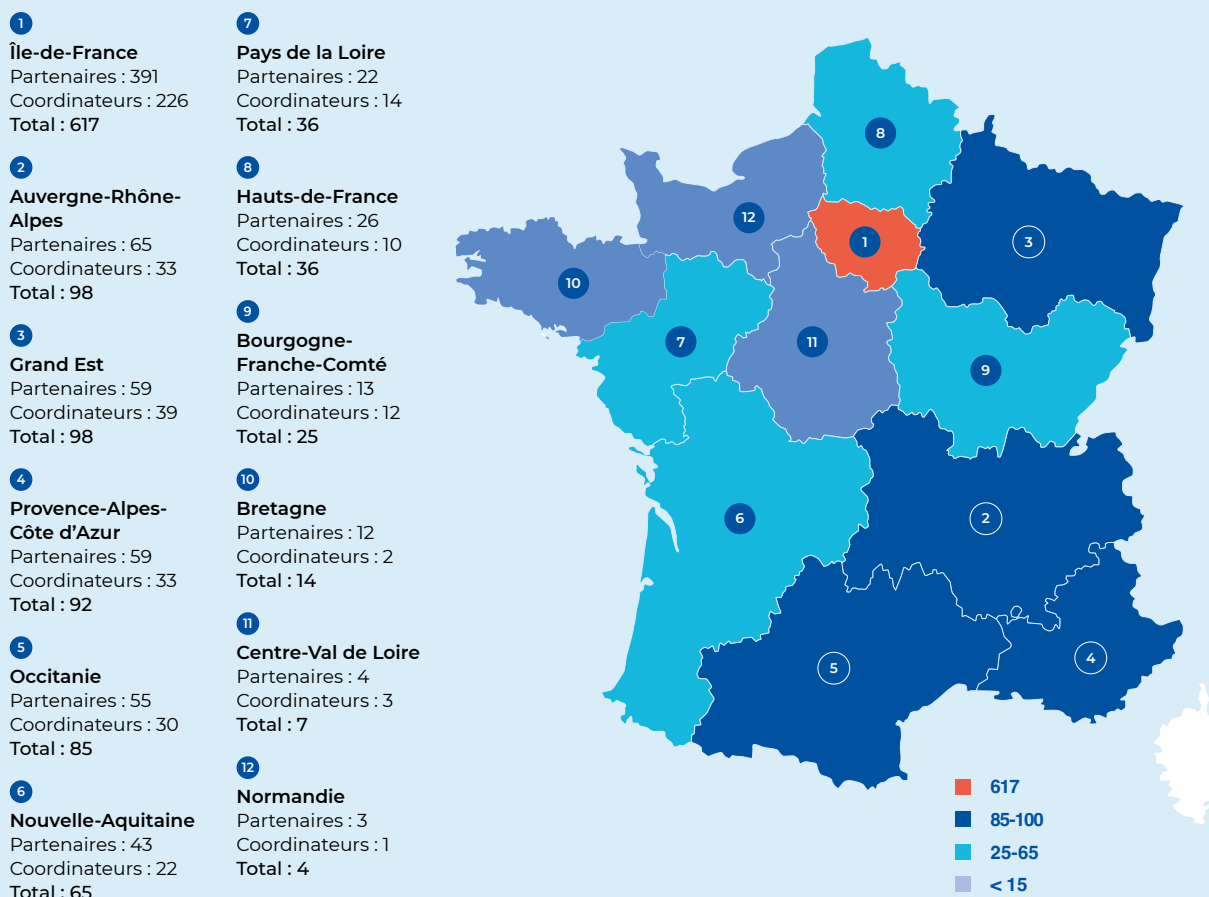 1
Île-de-France
Partenaires : 391
Coordinateurs : 226
Total : 617
2
Auvergne-Rhône-
Alpes
Partenaires : 65
Coordinateurs : 33
Total : 98
3
Grand Est
Partenaires : 59
Coordinateurs : 39
Total : 98
4
Provence-Alpes-
Côte d’Azur
Partenaires : 59
Coordinateurs : 33
Total : 92
5
Occitanie
Partenaires : 55
Coordinateurs : 30
Total : 85
6
Nouvelle-Aquitaine
Partenaires : 43
Coordinateurs : 22
Total : 65
7
Pays de la Loire
Partenaires : 22
Coordinateurs : 14
Total : 36
8
Hauts-de-France
Partenaires : 26
Coordinateurs : 10
Total : 36
9
Bourgogne-
Franche-Comté
Partenaires : 13
Coordinateurs : 12
Total : 25
10
Bretagne
Partenaires : 12
Coordinateurs : 2
Total : 14
11
Centre-Val de Loire
Partenaires : 4
Coordinateurs : 3
Total : 7
12
Normandie
Partenaires : 3
Coordinateurs : 1
Total : 4
8
12
1
3
10
7
11
9
6
2
5
4
617
85-100
25-65
< 15